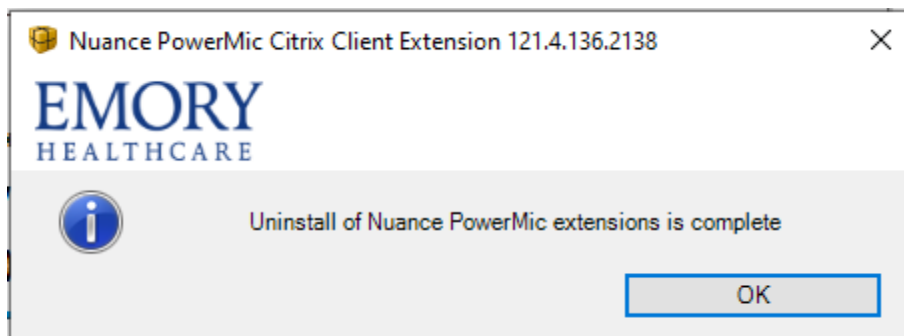 Nuance PowerMic Citrix Client Extension 121.4.136.2138
EMORY
HEALTHCARE
Uninstall of Nuance PowerMic extensions is complete
OK